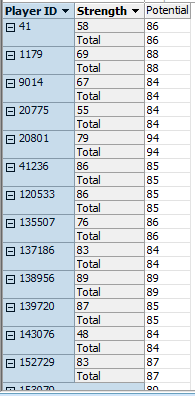 Player ID Strength Potential
41 58 86
Total 86
1179 69 88
Total 88
9014 67 84
Total 84
20775 55 84
Total 84
20801 79 94
Total 94
41236 86 85
Total 85
120533 86 85
Total 85
135507 76 86
Total 86
137186 83 84
Total 84
138956 89 89
Total 89
139720 87 85
Total 85
143076 48 84
Total 84
152729 83 87
Total 87